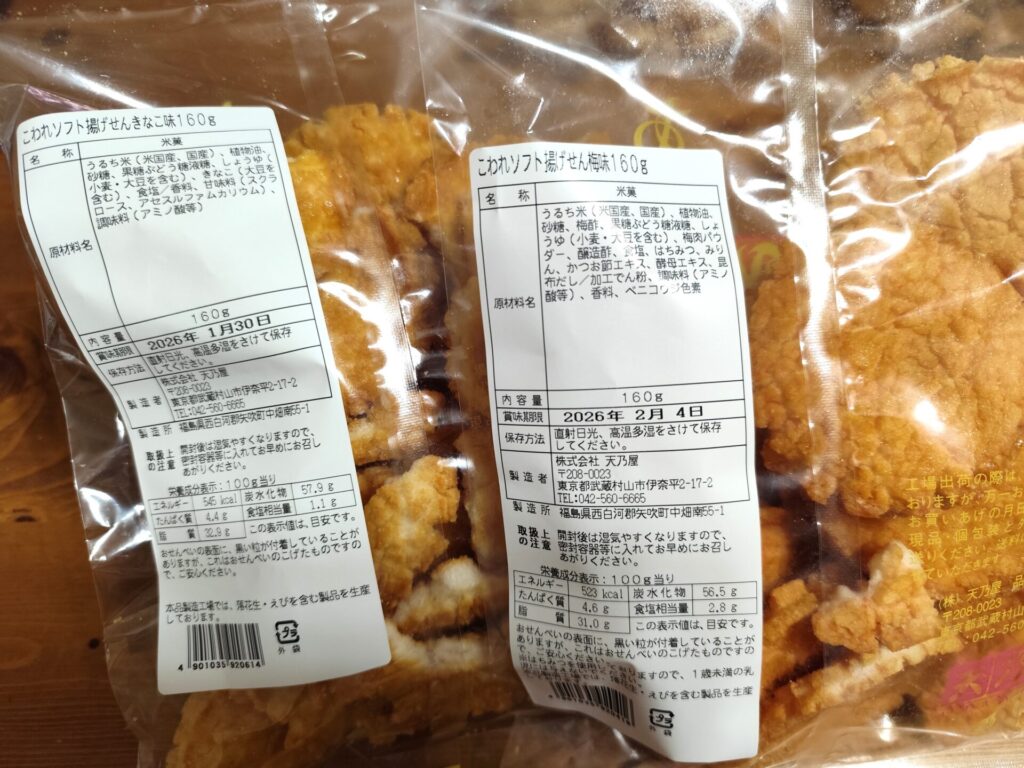 こわれソフト揚げせんきなこ味160g
名称 米菓
原材料名
うるち米(米国産、国産)、植物油、
砂糖、果糖ぶどう糖液糖、しょうゆ(
小麦・大豆を含む)、きなこ(大豆を
含む)、食塩/香料、甘味料(スクラ
ロース、アセスルファムカリウム)、
調味料(アミノ酸等)
内容量 160g
賞味期限 2026年 1月30日
保存方法 直射日光、高温多湿をさけて保存
してください。
製造者 株式会社 天乃屋
〒208-0023
東京都武蔵村山市伊奈平2-17-2
TEL:042-560-6665
製造所 福島県西白河郡矢吹町中畑南55-1
取扱上の注意 開封後は湿気やすくなりますので、
密封容器等に入れてお早めにお召し
あがりください。
栄養成分表示:100g当り
エネルギー 545 kcal 炭水化物 57.9 g
たんぱく質 4.4 g 食塩相当量 1.1 g
脂質 32.9 g この表示値は、目安です。
おせんべいの表面に、黒い粒が付着していることが
ありますが、これはおせんべいのこげたものですの
で、ご安心ください。
本品製造工場では、落花生・えびを含む製品を生産
しております。
4 901035 920614
プラ
外袋
こわれソフト揚げせん梅味160g
名称 米菓
原材料名
うるち米(米国産、国産)、植物油、
砂糖、梅酢、果糖ぶどう糖液糖、しょ
うゆ(小麦・大豆を含む)、梅肉パウ
ダー、醸造酢、食塩、はちみつ、みり
ん、かつお節エキス、酵母エキス、昆
布だし/加工でん粉、調味料(アミノ
酸等)、香料、ベニコウジ色素
内容量 160g
賞味期限 2026年 2月 4日
保存方法 直射日光、高温多湿をさけて保存
してください。
製造者 株式会社 天乃屋
〒208-0023
東京都武蔵村山市伊奈平2-17-2
TEL:042-560-6665
製造所 福島県西白河郡矢吹町中畑南55-1
取扱上の注意 開封後は湿気やすくなりますので、
密封容器等に入れてお早めにお召し
あがりください。
栄養成分表示:100g当り
エネルギー 523 kcal 炭水化物 56.5 g
たんぱく質 4.6 g 食塩相当量 2.8 g
脂質 31.0 g この表示値は、目安です。
おせんべいの表面に、黒い粒が付着していることが
ありますが、これはおせんべいのこげたものですの
で、ご安心ください。
りますので、1歳未満の乳
・えびを含む製品を生産
プラ
外袋
工場出荷の際に
おりますが、万一お
お買いあげの月日
現品、個
送りください
(株)天乃屋 品
〒208-0023
東京都武蔵村山市
042-560